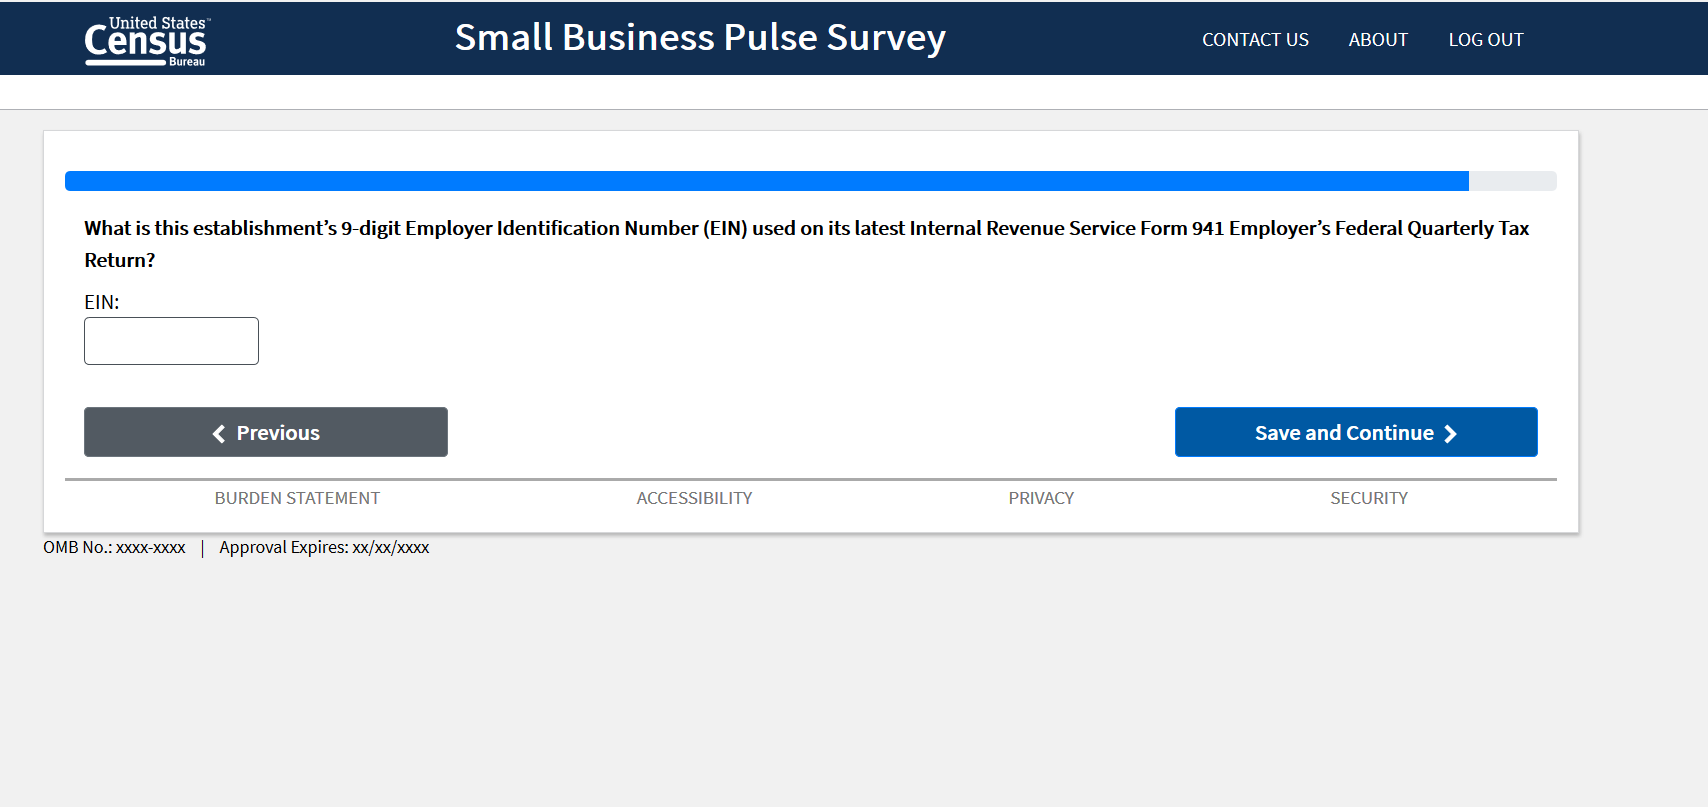 United States™
Census
Bureau
Small Business Pulse Survey
CONTACT US ABOUT LOG OUT
What is this establishment’s 9-digit Employer Identification Number (EIN) used on its latest Internal Revenue Service Form 941 Employer’s Federal Quarterly Tax
Return?
EIN:
Previous
Save and Continue
BURDEN STATEMENT ACCESSIBILITY PRIVACY SECURITY
OMB No.: xxxx-xxxx | Approval Expires: xx/xx/xxxx